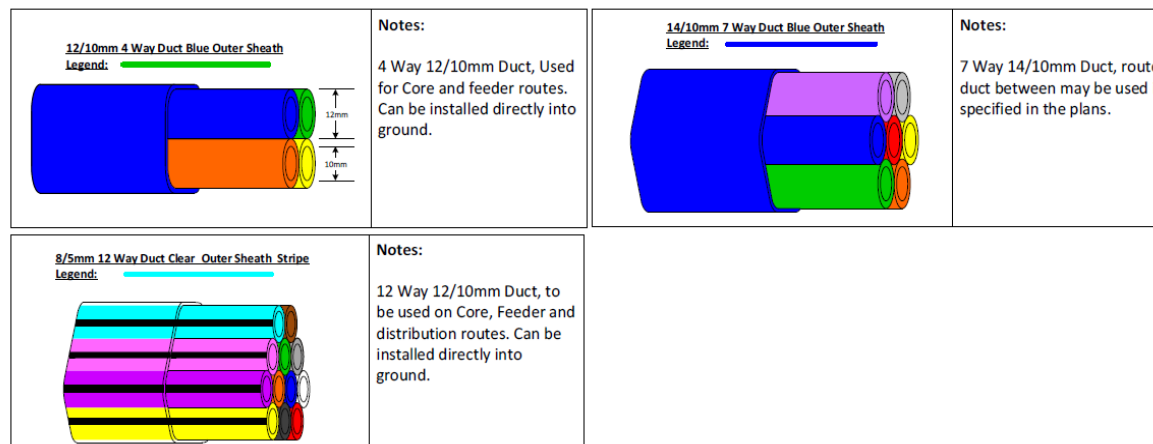 12/10mm 4 Way Duct Blue Outer Sheath
Legend:
12mm
10mm
Notes:
4 Way 12/10mm Duct, Used
for Core and feeder routes.
Can be installed directly into
ground.
14/10mm 7 Way Duct Blue Outer Sheath
Legend:
Notes:
7 Way 14/10mm Duct, route
duct between may be used
specified in the plans.
8/5mm 12 Way Duct Clear Outer Sheath Stripe
Legend:
Notes:
12 Way 12/10mm Duct, to
be used on Core, Feeder and
distribution routes. Can be
installed directly into
ground.